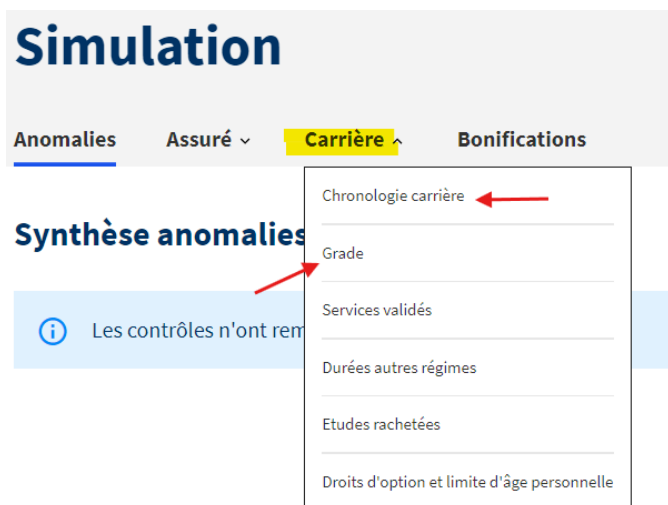 Simulation
Anomalies Assuré Carrière Bonifications
Chronologie carrière
Synthèse anomalies
Grade
Services validés
Les contrôles n'ont rem
Durées autres régimes
Etudes rachetées
Droits d'option et limite d'âge personnelle